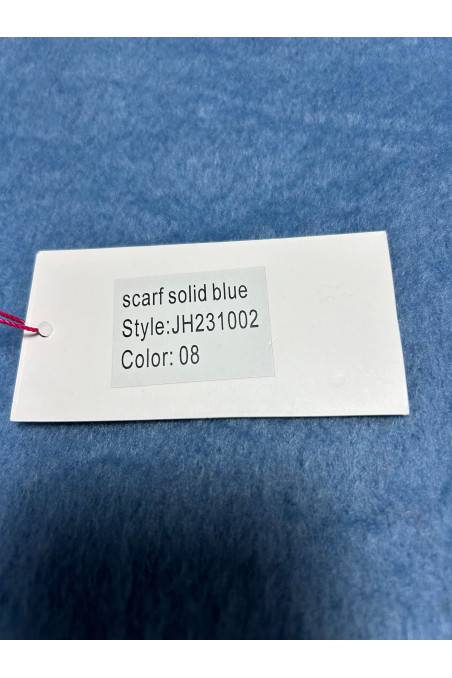 scarf solid blue
Style:JH231002
Color: 08